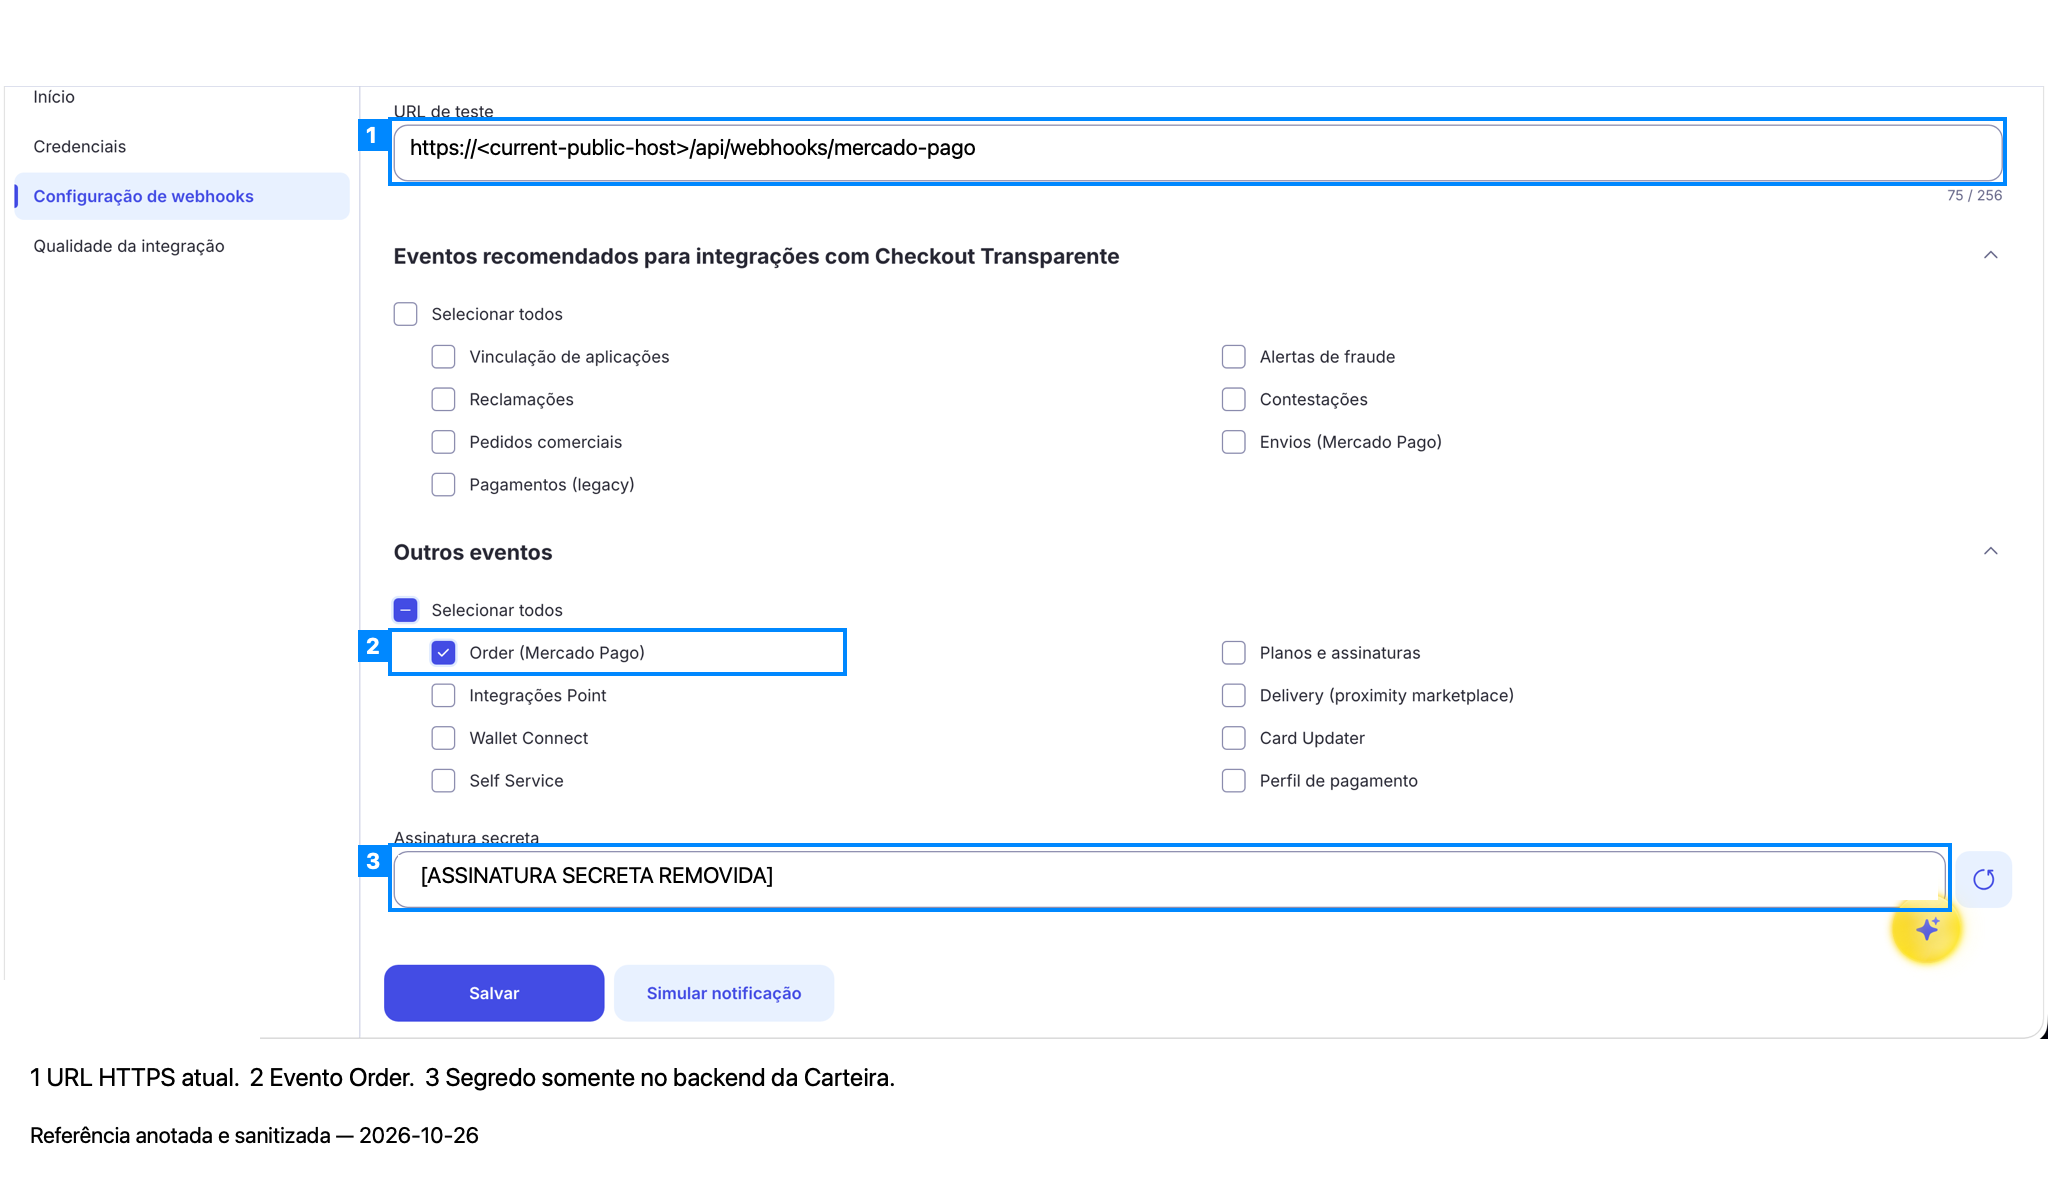 Início
Credenciais
Configuração de webhooks
Qualidade da integração
URL de teste
1
https://<current-public-host>/api/webhooks/mercado-pago
75 / 256
Eventos recomendados para integrações com Checkout Transparente
Selecionar todos
Vinculação de aplicações
Alertas de fraude
Reclamações
Contestações
Pedidos comerciais
Envios (Mercado Pago)
Pagamentos (legacy)
Outros eventos
Selecionar todos
2
Order (Mercado Pago)
Planos e assinaturas
Integrações Point
Delivery (proximity marketplace)
Wallet Connect
Card Updater
Self Service
Perfil de pagamento
Assinatura secreta
3
[ASSINATURA SECRETA REMOVIDA]
Salvar
Simular notificação
1 URL HTTPS atual.  2 Evento Order.  3 Segredo somente no backend da Carteira.
Referência anotada e sanitizada — 2026-10-26